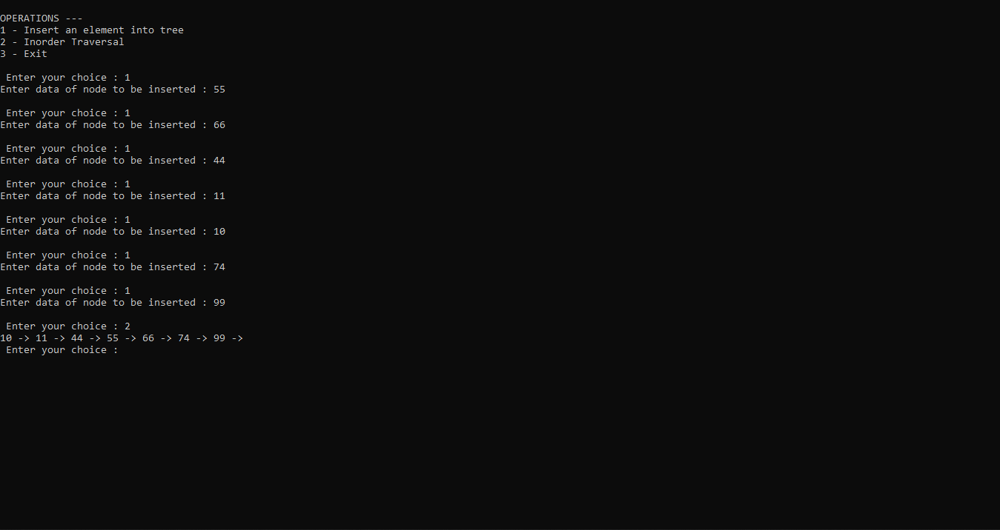 OPERATIONS ---
1 - Insert an element into tree
2 - Inorder Traversal
3 - Exit
Enter your choice : 1
Enter data of node to be inserted : 55
Enter your choice : 1
Enter data of node to be inserted : 66
Enter your choice : 1
Enter data of node to be inserted : 44
Enter your choice : 1
Enter data of node to be inserted : 11
Enter your choice : 1
Enter data of node to be inserted : 10
Enter your choice : 1
Enter data of node to be inserted : 74
Enter your choice : 1
Enter data of node to be inserted : 99
Enter your choice : 2
10 -> 11 -> 44 -> 55 -> 66 -> 74 -> 99 ->
Enter your choice :